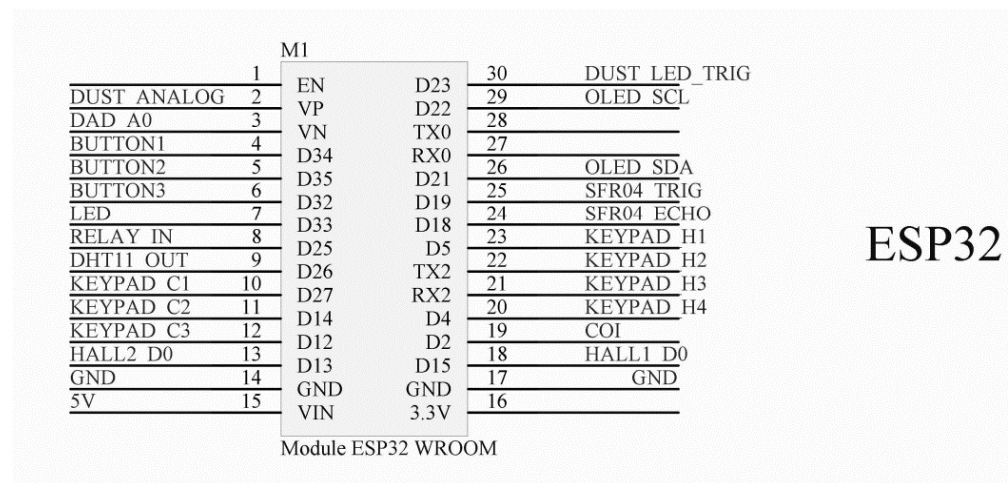 M1
1 EN D23 30 DUST_LED_TRIG
DUST_ANALOG 2 VP D22 29 OLED_SCL
DAD_A0 3 VN TX0 28
BUTTON1 4 D34 RX0 27
BUTTON2 5 D35 D21 26 OLED_SDA
BUTTON3 6 D32 D19 25 SFR04_TRIG
LED 7 D33 D18 24 SFR04_ECHO
RELAY_IN 8 D25 D5 23 KEYPAD_H1
DHT11_OUT 9 D26 TX2 22 KEYPAD_H2
KEYPAD_C1 10 D27 RX2 21 KEYPAD_H3
KEYPAD_C2 11 D14 D4 20 KEYPAD_H4
KEYPAD_C3 12 D12 D2 19 COI
HALL2_D0 13 D13 D15 18 HALL1_D0
GND 14 GND GND 17 GND
5V 15 VIN 3.3V 16
Module ESP32 WROOM
ESP32